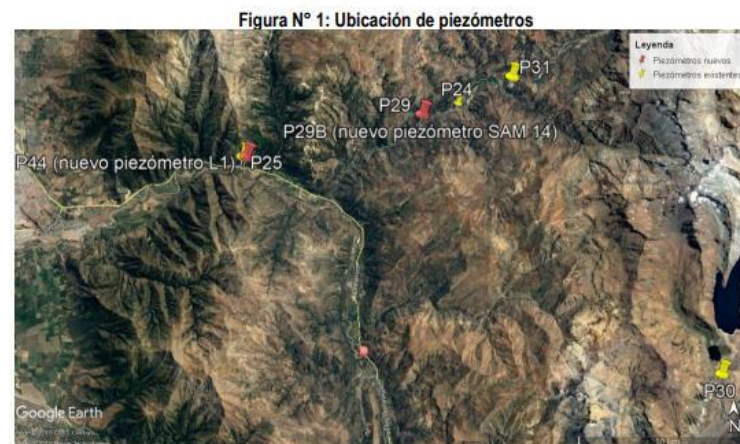 Figura N° 1: Ubicación de piezómetros
Leyenda
Piezómetros nuevos
Piezómetros existentes
P31
P24
P29
P29B (nuevo piezómetro SAM 14)
P44 (nuevo piezómetro L1)
P25
P30
Google Earth
N